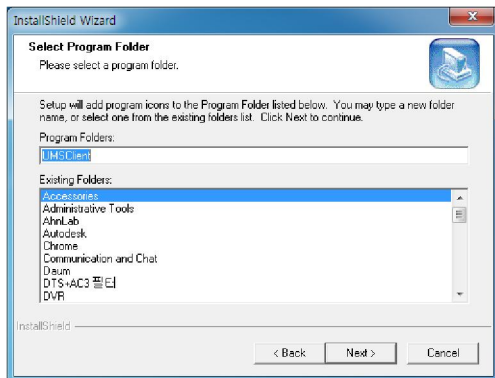 InstallShield Wizard
Select Program Folder
Please select a program folder.
Setup will add program icons to the Program Folder listed below. You may type a new folder
name, or select one from the existing folders list. Click Next to continue.
Program Folders:
UMSClient
Existing Folders:
Accessories
Administrative Tools
AhnLab
Autodesk
Chrome
Communication and Chat
Daum
DTS+AC3 필터
DVR
InstallShield
< Back
Next >
Cancel